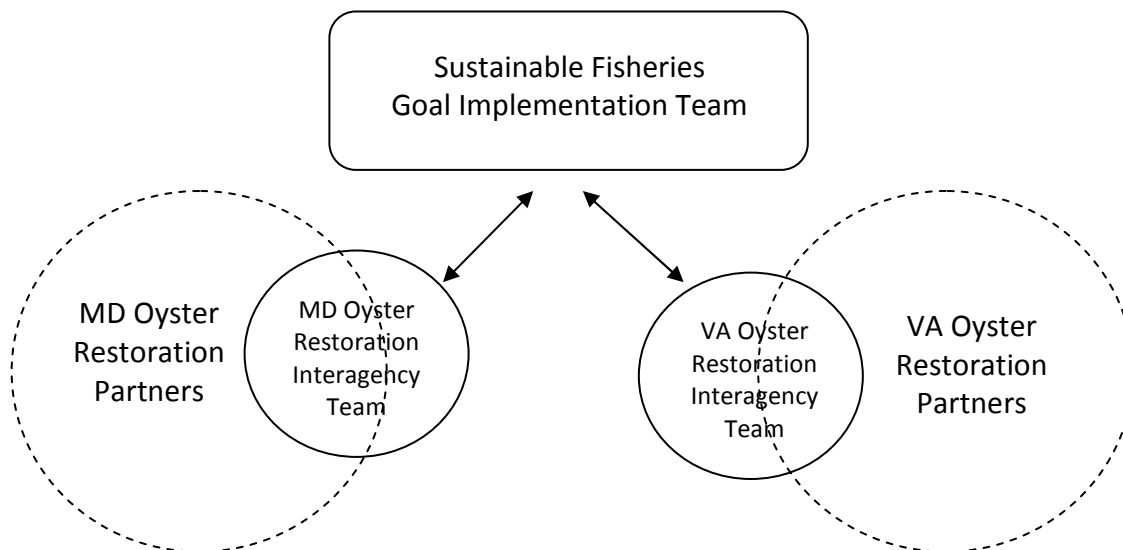 Sustainable Fisheries
Goal Implementation Team
MD Oyster
Restoration
Partners
MD Oyster
Restoration
Interagency
Team
VA Oyster
Restoration
Interagency
Team
VA Oyster
Restoration
Partners